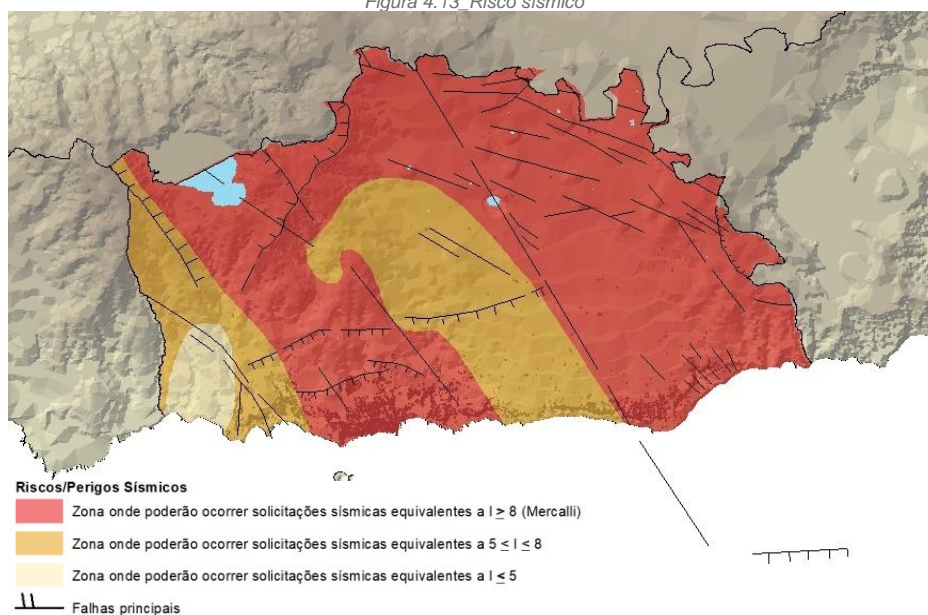 Figura 4.13_Risco sísmico
Riscos/Perigos Sísmicos
Zona onde poderão ocorrer solicitações sísmicas equivalentes a I ≥ 8 (Mercalli)
Zona onde poderão ocorrer solicitações sísmicas equivalentes a 5 ≤ I ≤ 8
Zona onde poderão ocorrer solicitações sísmicas equivalentes a I ≤ 5
Falhas principais